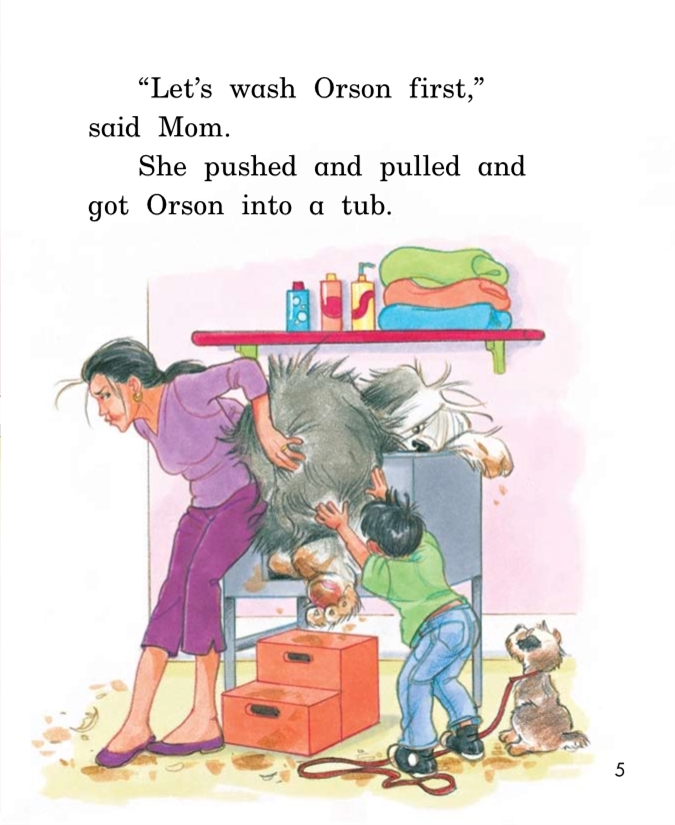 “Let’s wash Orson first,”
said Mom.
She pushed and pulled and
got Orson into a tub.
5